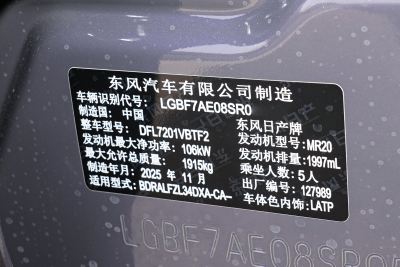 东风汽车有限公司制造
车辆识别代号: LGBF7AE08SR0
制造国: 中国 东风日产牌
整车型号: DFL7201VBTF2 发动机型号: MR20
发动机最大净功率: 106kW 发动机排量: 1997mL
最大允许总质量: 1915kg 乘坐人数: 5人
制造年月: 2025 年 11 月 出厂编号: 127989
适用型式: BDRALFZL34DXA-CA- 车体色内饰: LATP
LGBF7AE08SR05